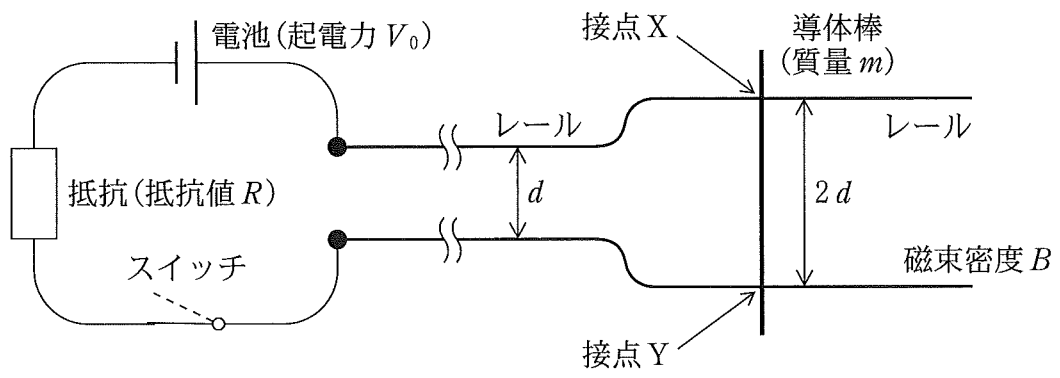 電池(起電力 V₀)
接点 X
導体棒
(質量 m)
レール
レール
抵抗(抵抗値 R)
d
2d
スイッチ
磁束密度 B
接点 Y